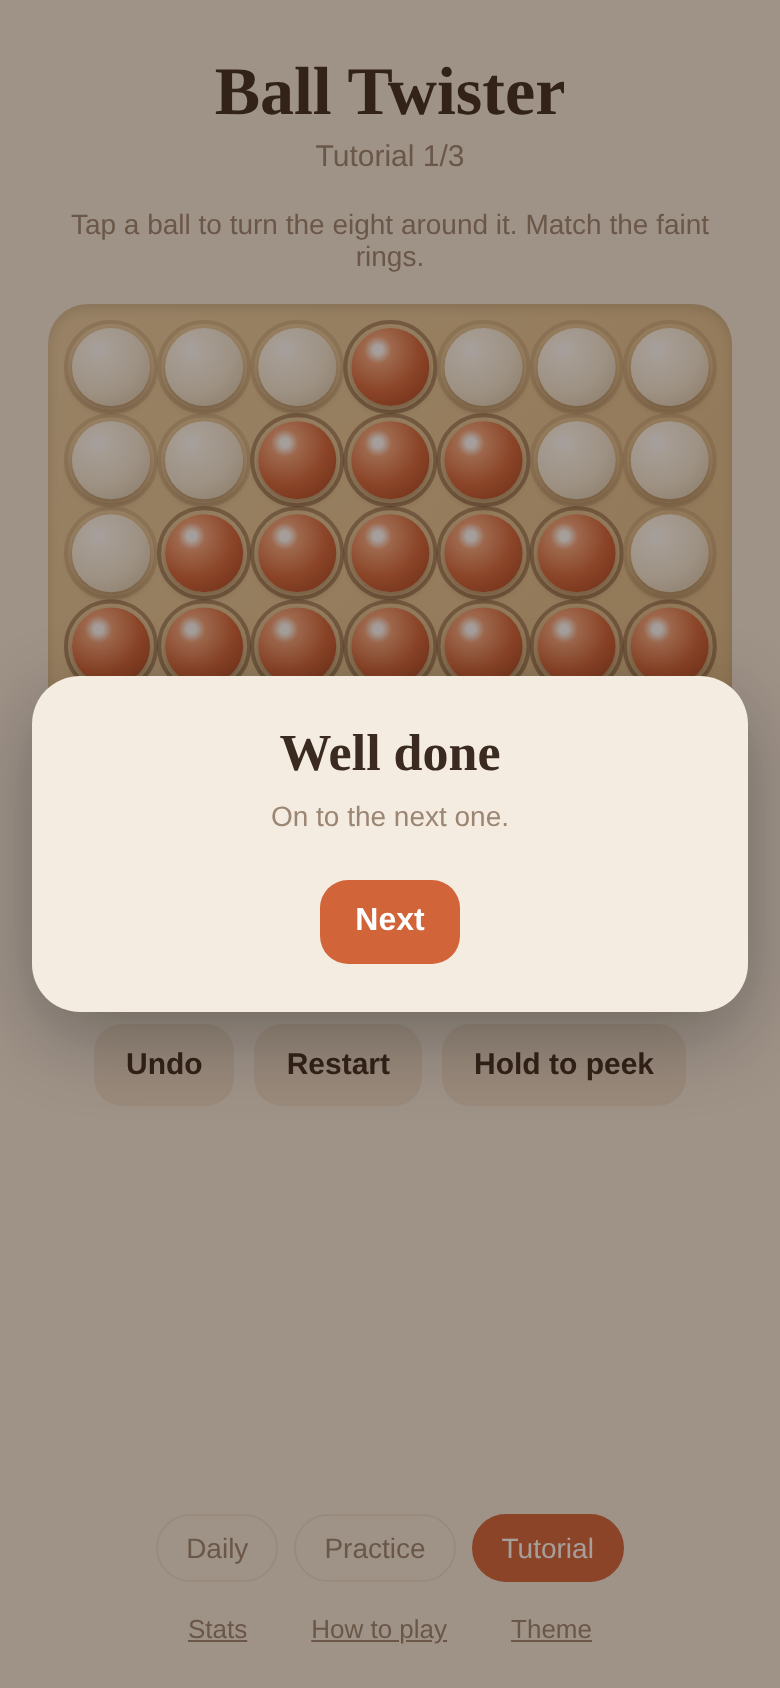 Ball Twister
Tutorial 1/3
Tap a ball to turn the eight around it. Match the faint
rings.
Well done
On to the next one.
Next
Undo
Restart
Hold to peek
Daily
Practice
Tutorial
Stats
How to play
Theme